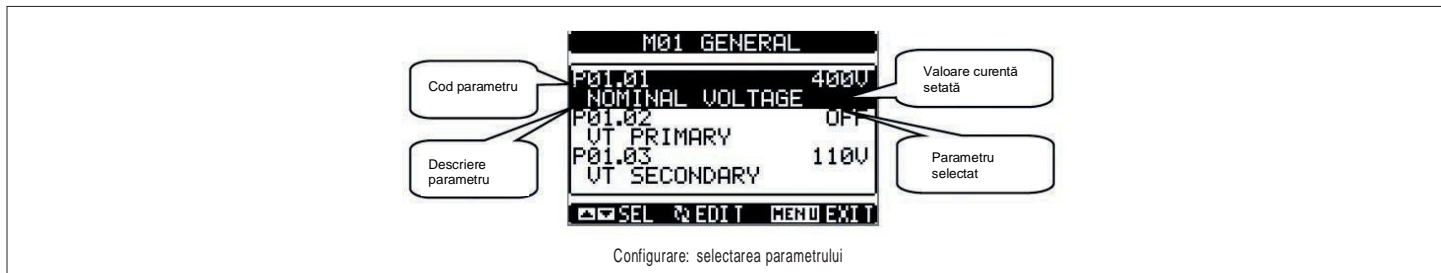 M01 GENERAL
Cod parametru
P01.01 400V
NOMINAL VOLTAGE
Valoare curentă
setată
P01.02 OFF
VT PRIMARY
Descriere
parametru
P01.03 110V
VT SECONDARY
Parametru
selectat
SEL EDIT MENU EXIT
Configurare: selectarea parametrului